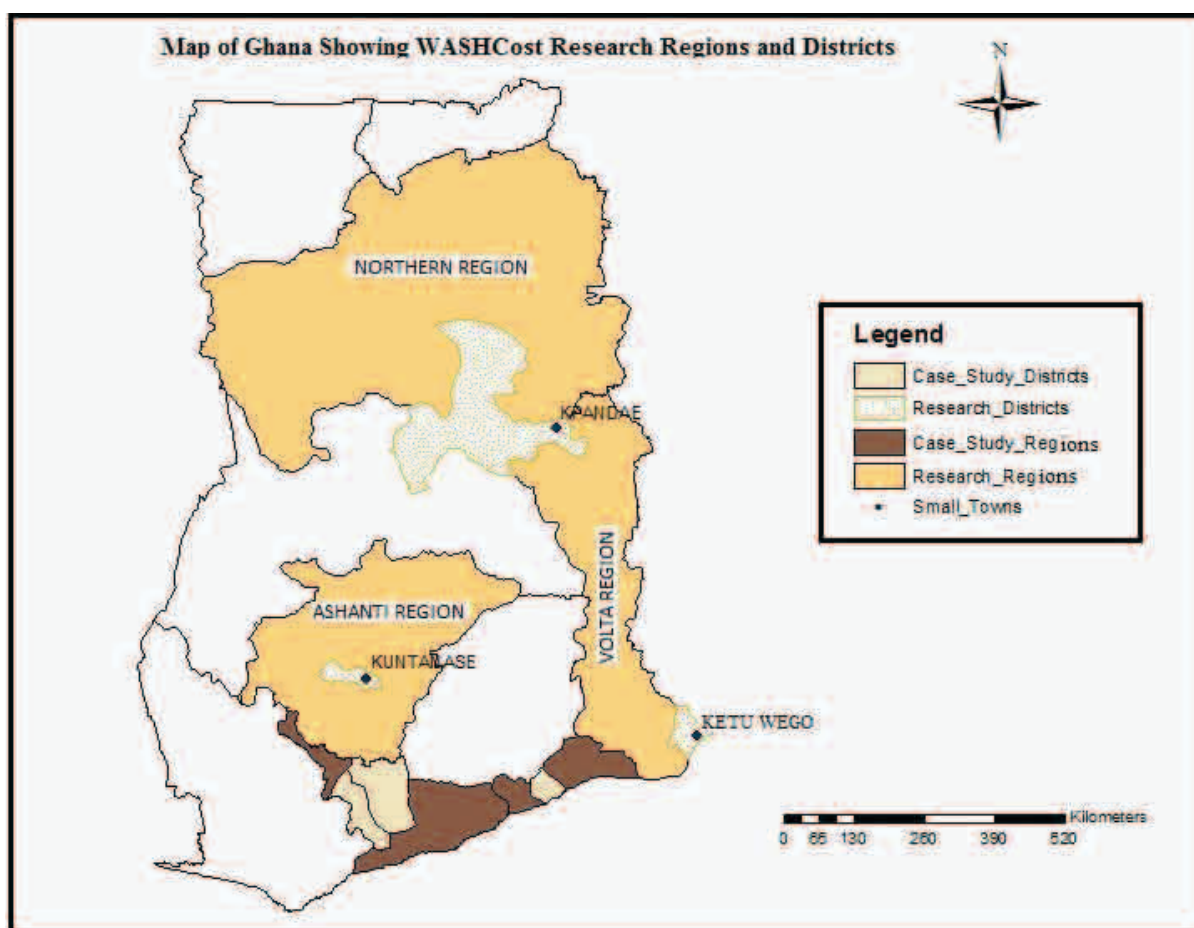 Map of Ghana Showing WASHCost Research Regions and Districts
N
NORTHERN REGION
KPANDAE
VOLTA REGION
ASHANTI REGION
KUNTANASE
KETU WEGO
Legend
Case_Study_Districts
Research_Districts
Case_Study_Regions
Research_Regions
Small_Towns
Kilometers
0 65 130 260 390 520